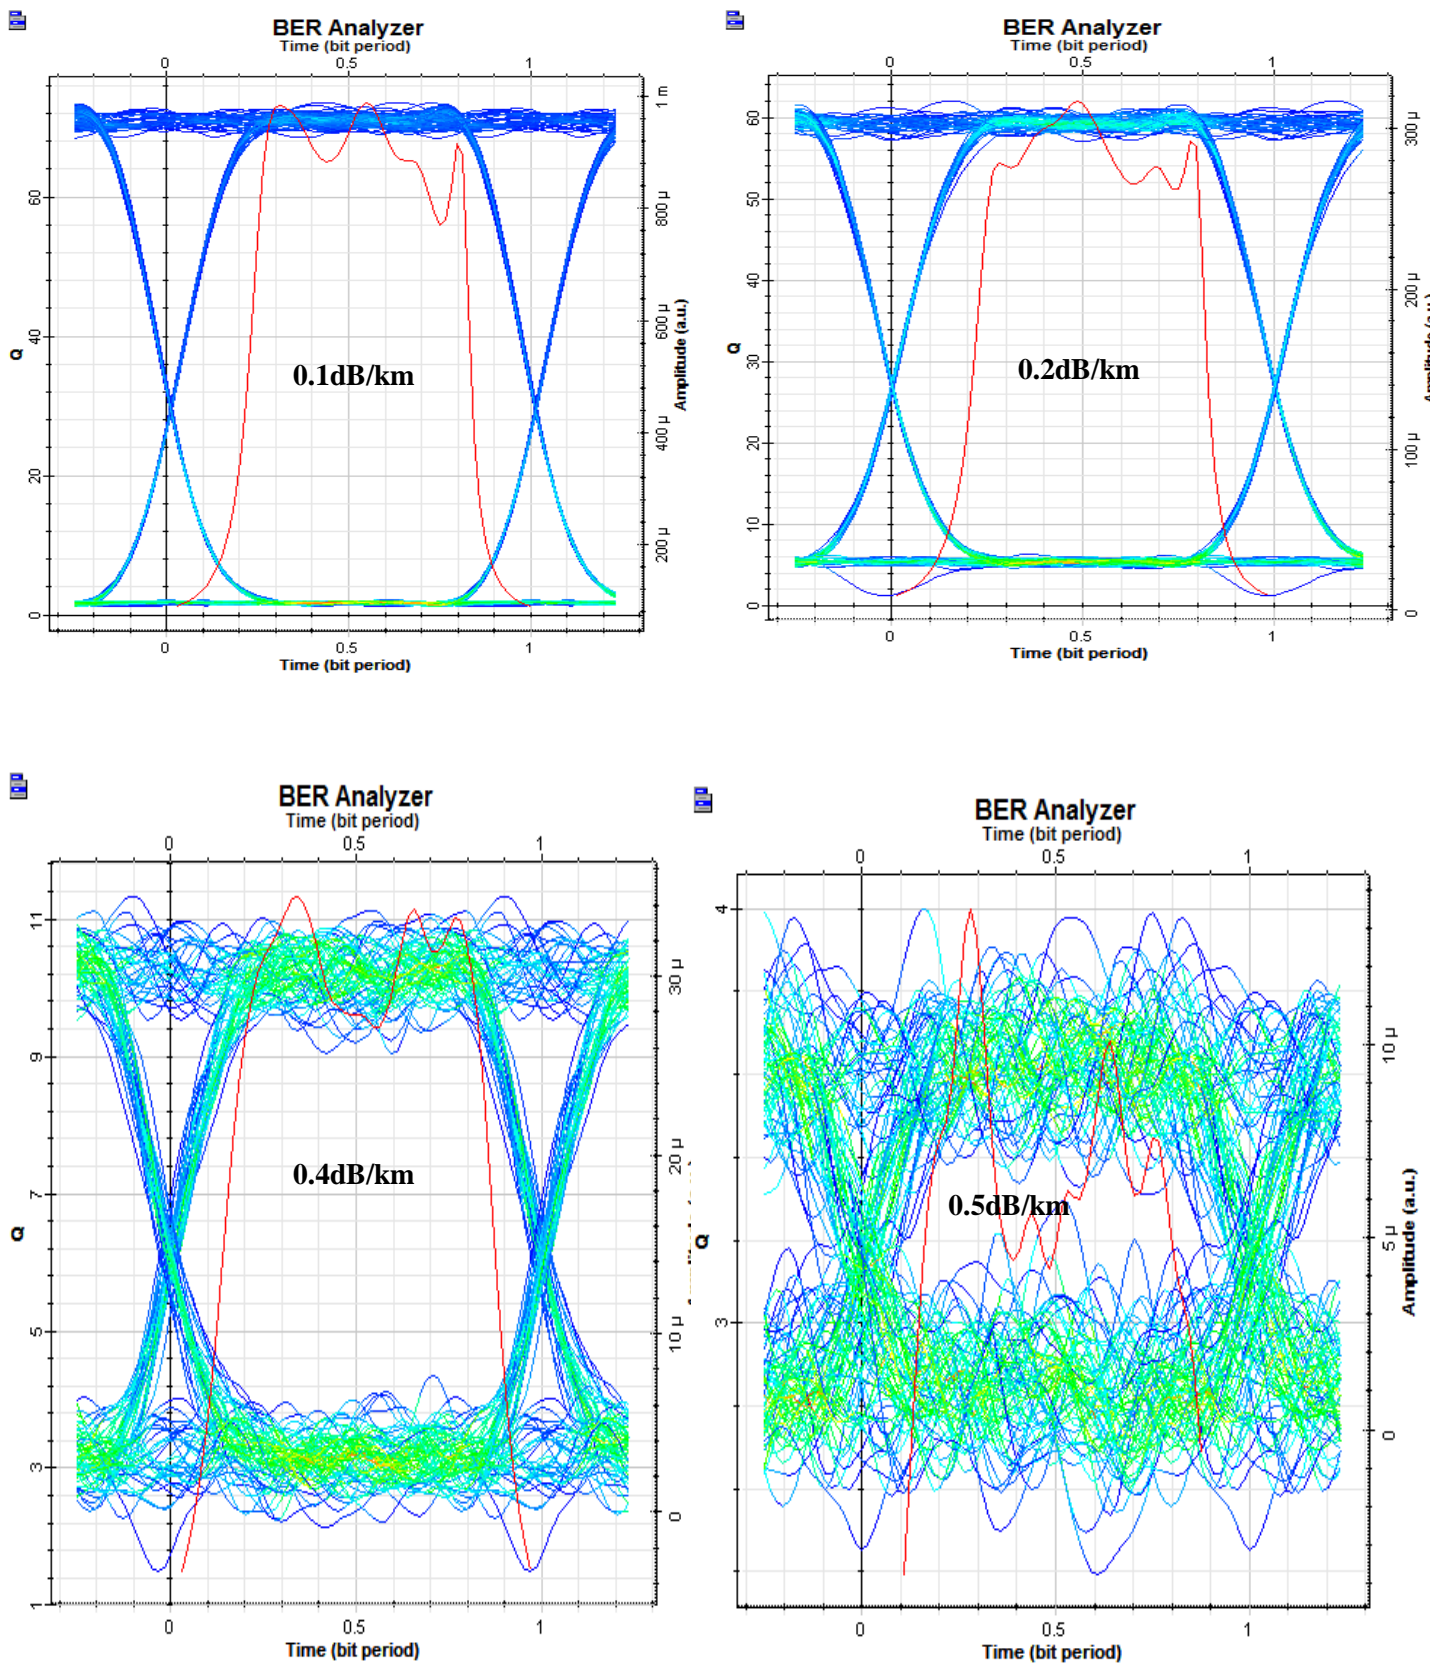 BER Analyzer
Time (bit period)
0 0.5 1
Q
0 20 40 60
0.1dB/km
200 µ 400 µ 600 µ 800 µ 1 m
Amplitude (a.u.)
0 0.5 1
Time (bit period)
BER Analyzer
Time (bit period)
0 0.5 1
Q
0 10 20 30 40 50 60
0.2dB/km
0 100 µ 200 µ 300 µ
Amplitude (a.u.)
0 0.5 1
Time (bit period)
BER Analyzer
Time (bit period)
0 0.5 1
Q
1 3 5 7 9 11
0.4dB/km
0 10 µ 20 µ 30 µ
0 0.5 1
Time (bit period)
BER Analyzer
Time (bit period)
0 0.5 1
Q
3 4
0.5dB/km
0 5 µ 10 µ
Amplitude (a.u.)
0 0.5 1
Time (bit period)